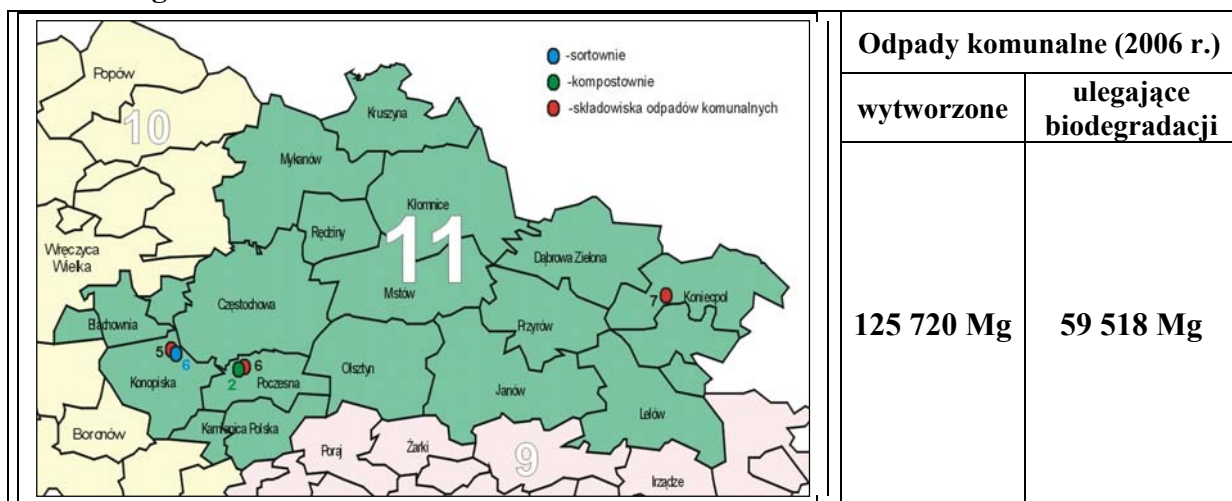 -sortownie
-kompostownie
-składowiska odpadów komunalnych
Popów
10
Kruszyna
Mykanów
Kłomnice
Rędziny
11
Wręczyca
Wielka
Dąbrowa Zielona
Mstów
Częstochowa
7
Koniecpol
Blachownia
Przyrów
5
6
Konopiska
2
6
Poczesna
Olsztyn
Janów
Lelów
Boronów
Kamienica Polska
Poraj
Żarki
9
Irządze
Odpady komunalne (2006 r.)
wytworzone
ulegające
biodegradacji
125 720 Mg
59 518 Mg